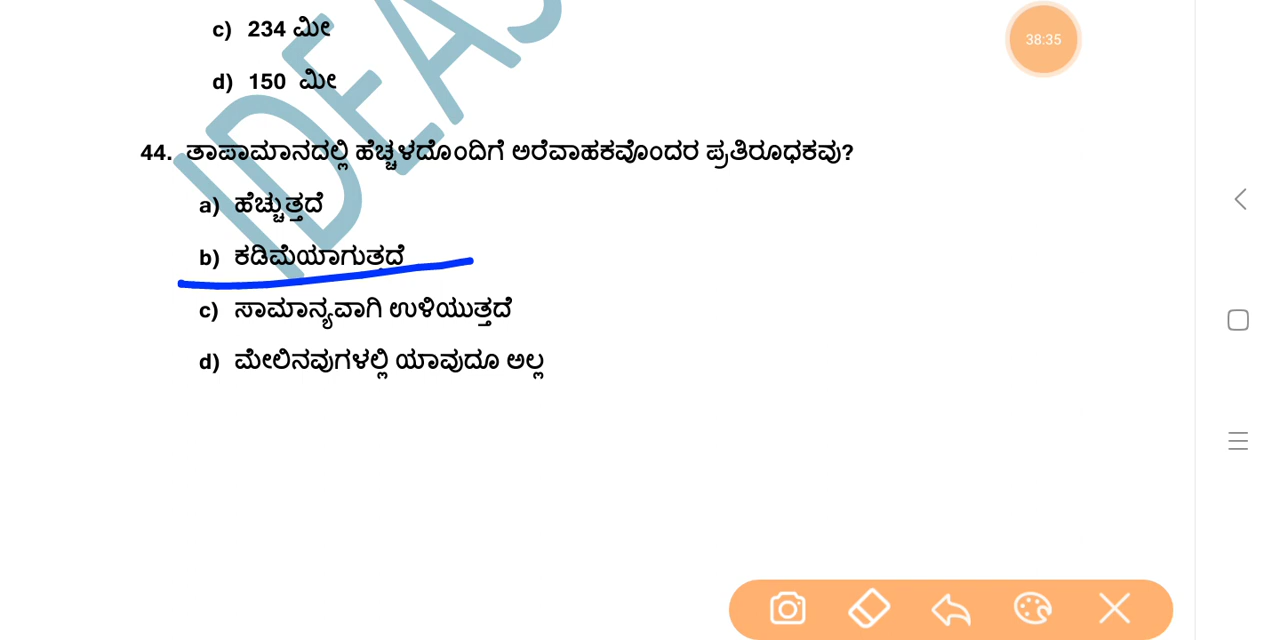 c) 234 ಮೀ
d) 150 ಮೀ
38:35
IDEAS
44. ತಾಪಾಮಾನದಲ್ಲಿ ಹೆಚ್ಚಳದೊಂದಿಗೆ ಅರೆವಾಹಕವೊಂದರ ಪ್ರತಿರೂಧಕವು?
a) ಹೆಚ್ಚುತ್ತದೆ
b) ಕಡಿಮೆಯಾಗುತ್ತದೆ
c) ಸಾಮಾನ್ಯವಾಗಿ ಉಳಿಯುತ್ತದೆ
d) ಮೇಲಿನವುಗಳಲ್ಲಿ ಯಾವುದೂ ಅಲ್ಲ